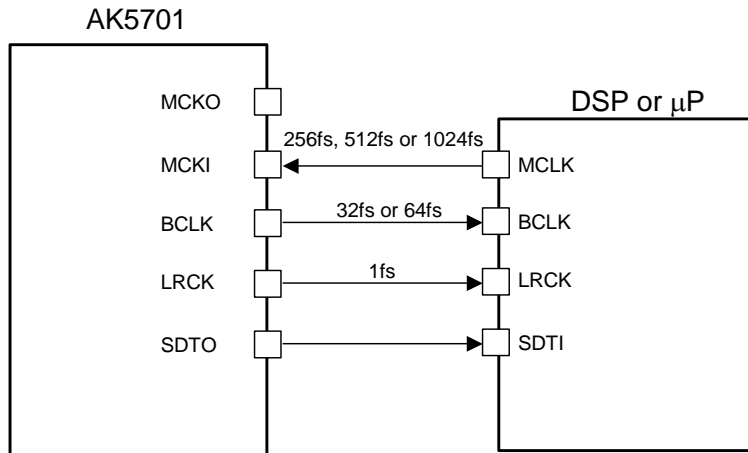 AK5701
DSP or μP
MCKO
256fs, 512fs or 1024fs
MCKI
MCLK
32fs or 64fs
BCLK
BCLK
1fs
LRCK
LRCK
SDTO
SDTI